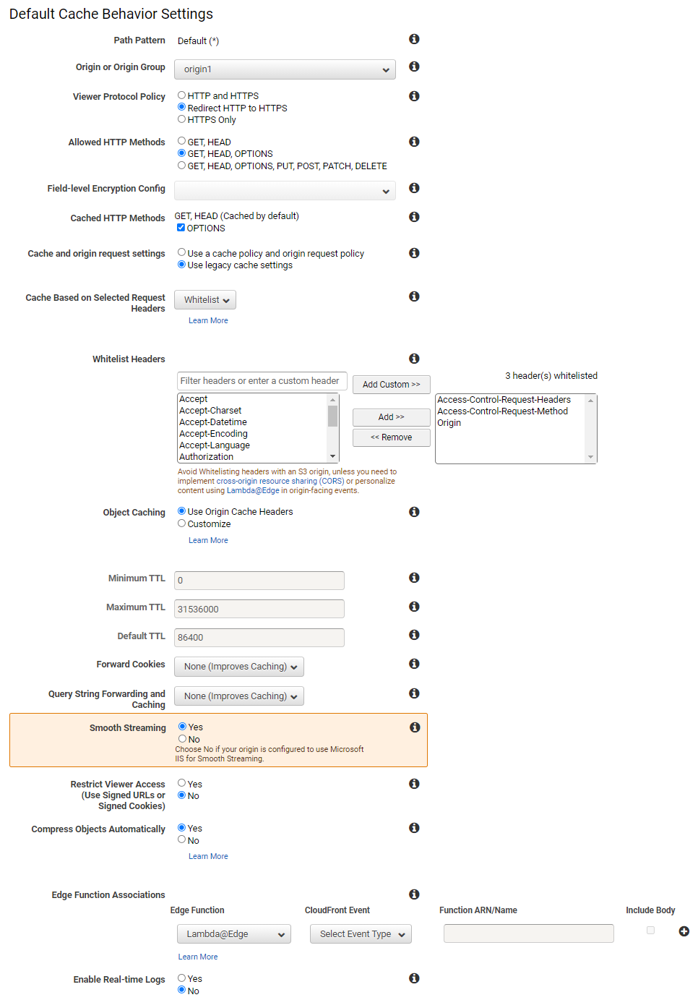 Default Cache Behavior Settings
Path Pattern
Default (*)
Origin or Origin Group
origin1
Viewer Protocol Policy
HTTP and HTTPS
Redirect HTTP to HTTPS
HTTPS Only
Allowed HTTP Methods
GET, HEAD
GET, HEAD, OPTIONS
GET, HEAD, OPTIONS, PUT, POST, PATCH, DELETE
Field-level Encryption Config
Cached HTTP Methods
GET, HEAD (Cached by default)
OPTIONS
Cache and origin request settings
Use a cache policy and origin request policy
Use legacy cache settings
Cache Based on Selected Request
Headers
Whitelist
Learn More
Whitelist Headers
3 header(s) whitelisted
Filter headers or enter a custom header
Add Custom >>
Accept
Accept-Charset
Accept-Datetime
Accept-Encoding
Accept-Language
Authorization
Add >>
<< Remove
Access-Control-Request-Headers
Access-Control-Request-Method
Origin
Avoid Whitelisting headers with an S3 origin, unless you need to
implement cross-origin resource sharing (CORS) or personalize
content using Lambda@Edge in origin-facing events.
Object Caching
Use Origin Cache Headers
Customize
Learn More
Minimum TTL
0
Maximum TTL
31536000
Default TTL
86400
Forward Cookies
None (Improves Caching)
Query String Forwarding and
Caching
None (Improves Caching)
Smooth Streaming
Yes
No
Choose No if your origin is configured to use Microsoft
IIS for Smooth Streaming.
Restrict Viewer Access
(Use Signed URLs or
Signed Cookies)
Yes
No
Compress Objects Automatically
Yes
No
Learn More
Edge Function Associations
Edge Function
CloudFront Event
Function ARN/Name
Include Body
Lambda@Edge
Select Event Type
Learn More
Enable Real-time Logs
Yes
No